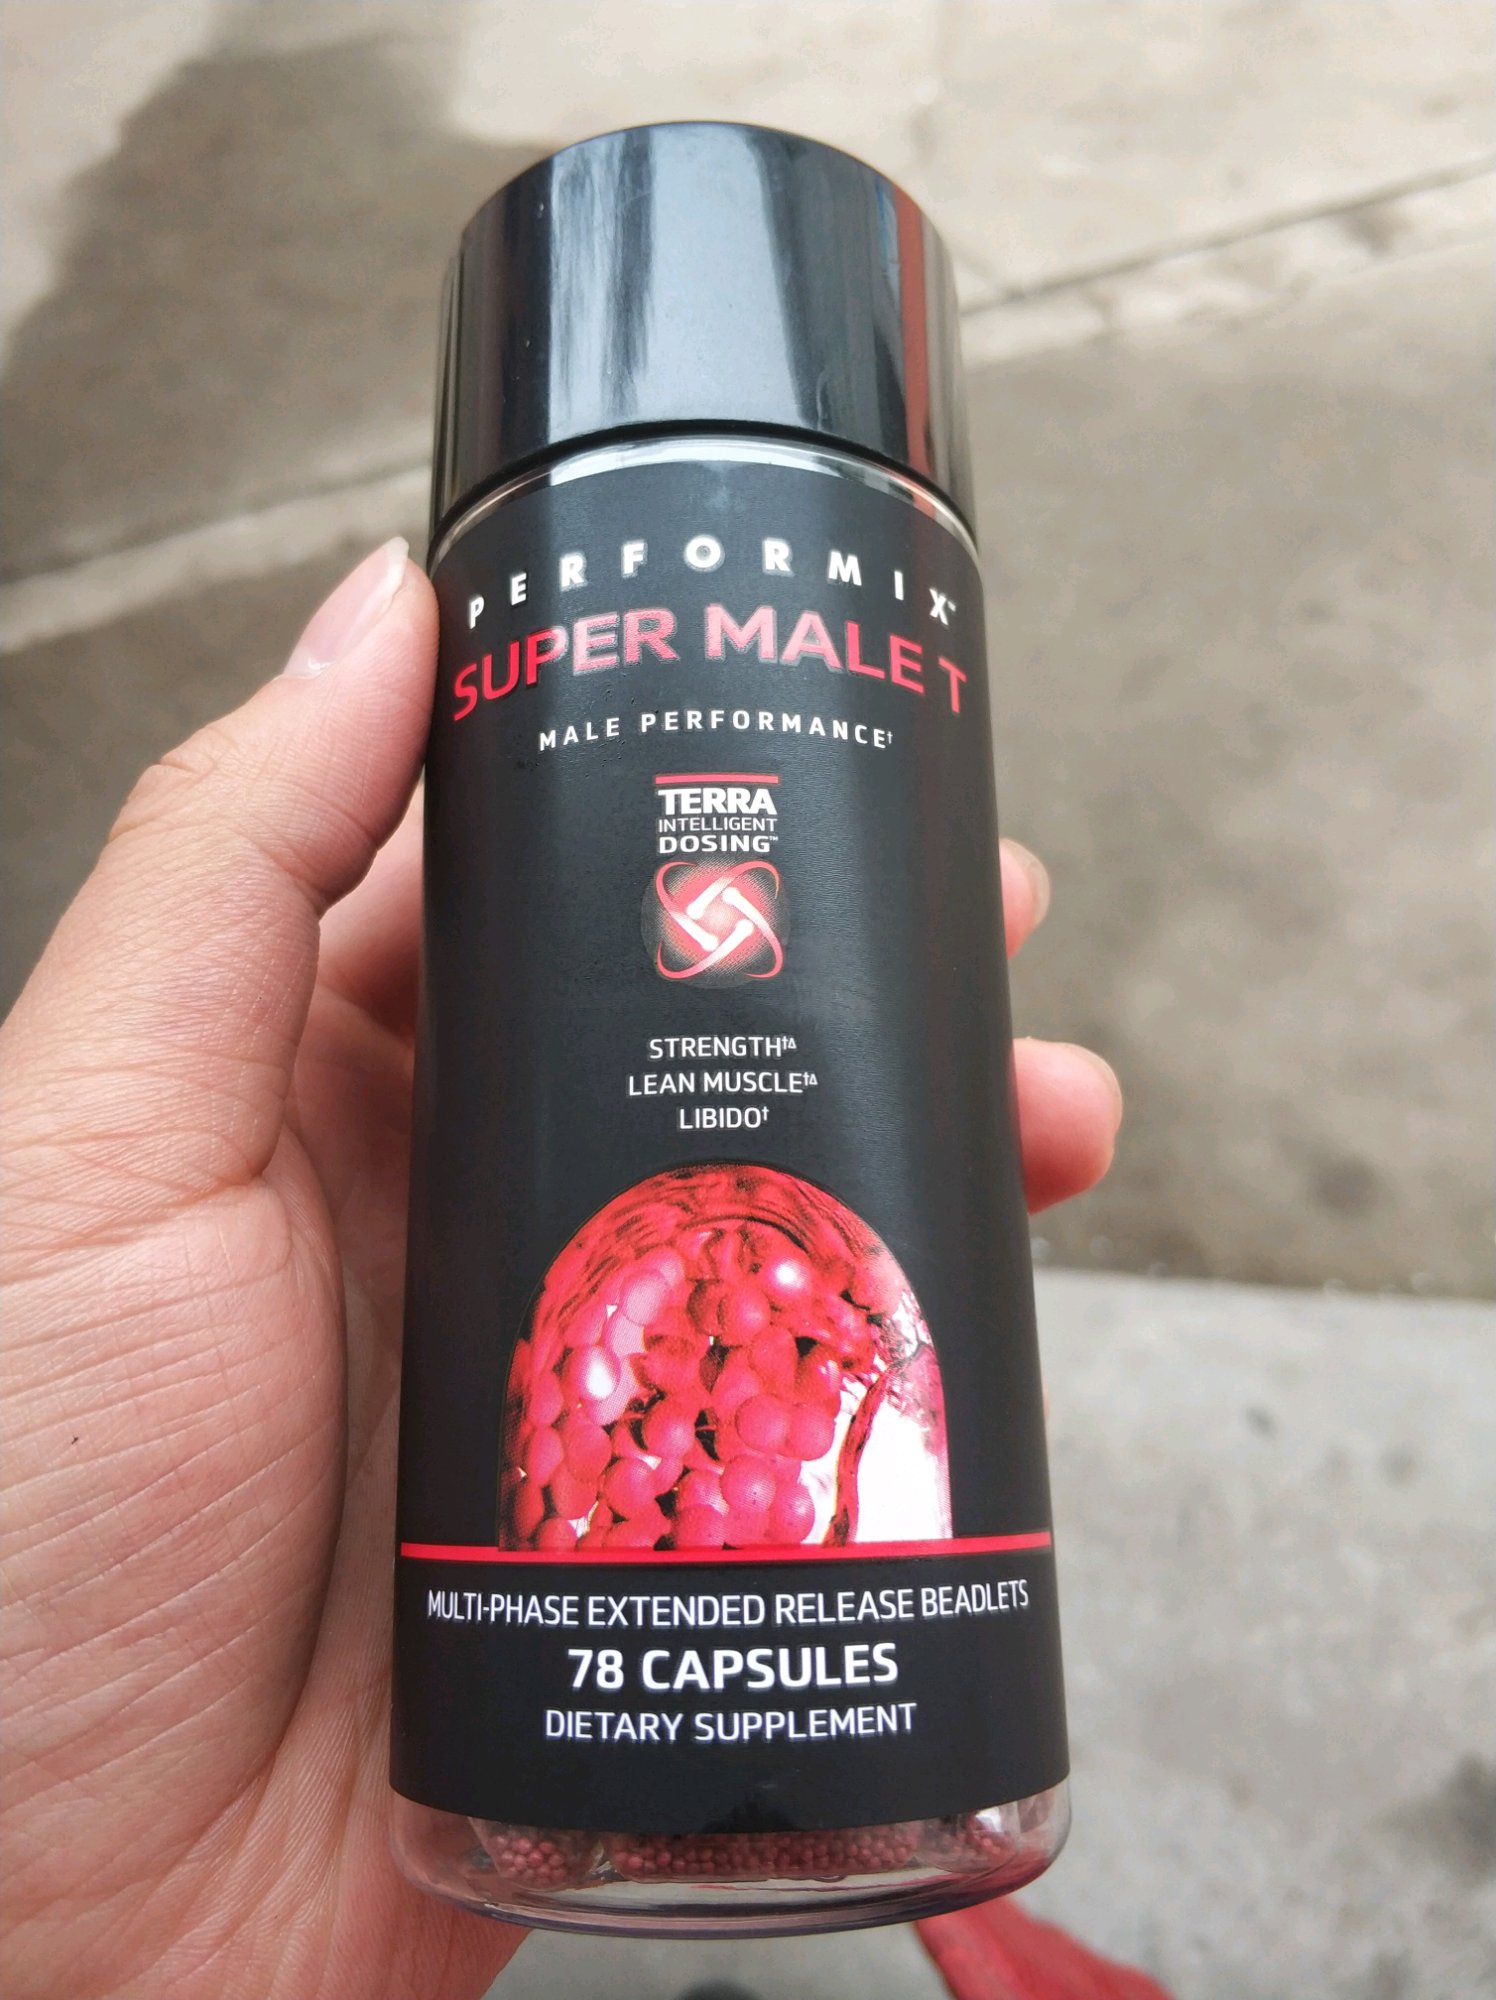 PERFORMIX™
SUPER MALE T
MALE PERFORMANCE†
TERRA
INTELLIGENT
DOSING™
STRENGTH†Δ
LEAN MUSCLE†Δ
LIBIDO†
MULTI-PHASE EXTENDED RELEASE BEADLETS
78 CAPSULES
DIETARY SUPPLEMENT